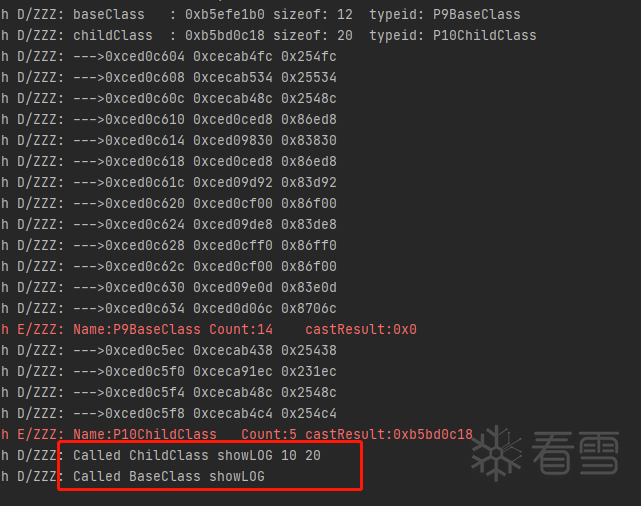 h D/ZZZ: baseClass   : 0xb5efe1b0 sizeof: 12  typeid: P9BaseClass
h D/ZZZ: childClass  : 0xb5bd0c18 sizeof: 20  typeid: P10ChildClass
h D/ZZZ: --->0xced0c604 0xcecab4fc 0x254fc
h D/ZZZ: --->0xced0c608 0xcecab534 0x25534
h D/ZZZ: --->0xced0c60c 0xcecab48c 0x2548c
h D/ZZZ: --->0xced0c610 0xced0ced8 0x86ed8
h D/ZZZ: --->0xced0c614 0xced09830 0x83830
h D/ZZZ: --->0xced0c618 0xced0ced8 0x86ed8
h D/ZZZ: --->0xced0c61c 0xced09d92 0x83d92
h D/ZZZ: --->0xced0c620 0xced0cf00 0x86f00
h D/ZZZ: --->0xced0c624 0xced09de8 0x83de8
h D/ZZZ: --->0xced0c628 0xced0cff0 0x86ff0
h D/ZZZ: --->0xced0c62c 0xced0cf00 0x86f00
h D/ZZZ: --->0xced0c630 0xced09e0d 0x83e0d
h D/ZZZ: --->0xced0c634 0xced0d06c 0x8706c
h E/ZZZ: Name:P9BaseClass Count:14    castResult:0x0
h D/ZZZ: --->0xced0c5ec 0xcecab438 0x25438
h D/ZZZ: --->0xced0c5f0 0xceca91ec 0x231ec
h D/ZZZ: --->0xced0c5f4 0xcecab48c 0x2548c
h D/ZZZ: --->0xced0c5f8 0xcecab4c4 0x254c4
h E/ZZZ: Name:P10ChildClass   Count:5 castResult:0xb5bd0c18
h D/ZZZ: Called ChildClass showLOG 10 20
h D/ZZZ: Called BaseClass showLOG
看雪